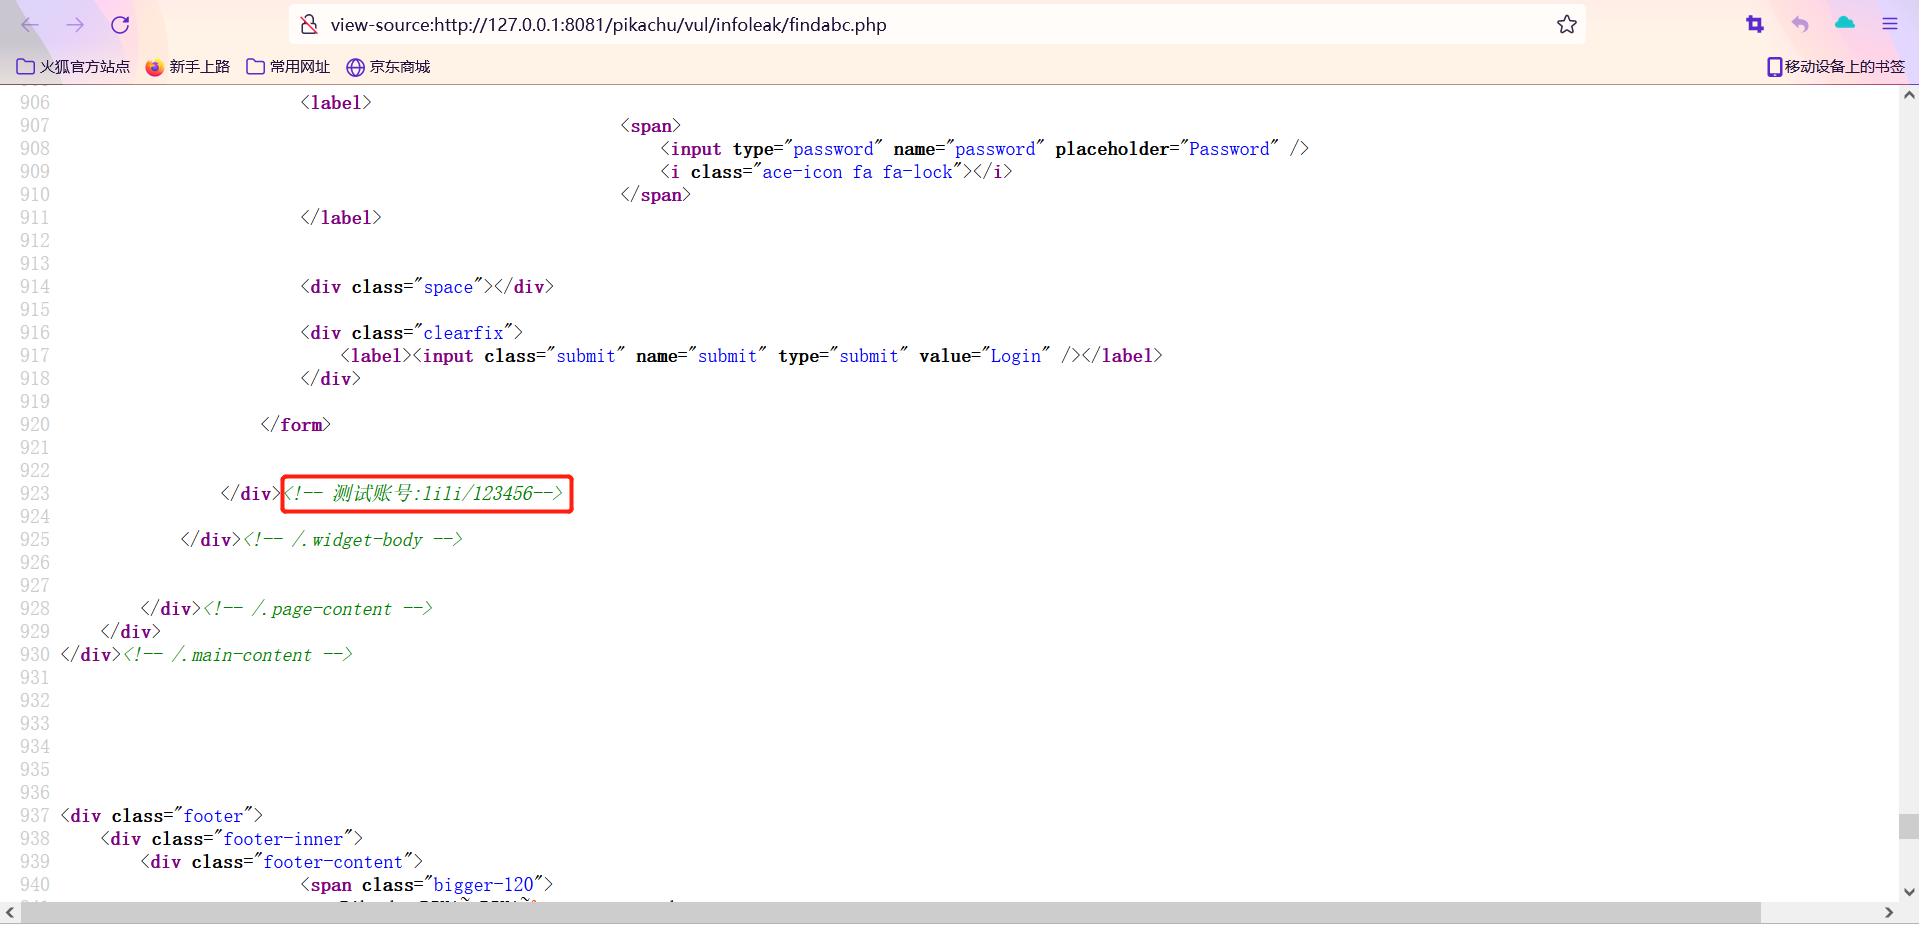 view-source:http://127.0.0.1:8081/pikachu/vul/infoleak/findabc.php
火狐官方站点 新手上路 常用网址 京东商城 移动设备上的书签
906 <label>
907 <span>
908 <input type="password" name="password" placeholder="Password" />
909 <i class="ace-icon fa fa-lock"></i>
910 </span>
911 </label>
912
913
914 <div class="space"></div>
915
916 <div class="clearfix">
917 <label><input class="submit" name="submit" type="submit" value="Login" /></label>
918 </div>
919
920 </form>
921
922
923 </div><!-- 测试账号:lili/123456-->
924
925 </div><!-- /.widget-body -->
926
927
928 </div><!-- /.page-content -->
929 </div>
930 </div><!-- /.main-content -->
931
932
933
934
935
936
937 <div class="footer">
938 <div class="footer-inner">
939 <div class="footer-content">
940 <span class="bigger-120">